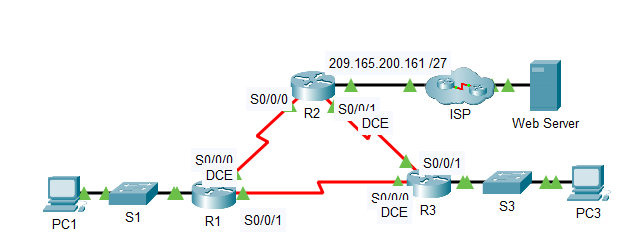 209.165.200.161 /27
S0/0/0
R2
S0/0/1
DCE
ISP
Web Server
S0/0/0
DCE
S0/0/1
PC1
S1
R1
S0/0/1
S0/0/0
DCE
R3
S3
PC3